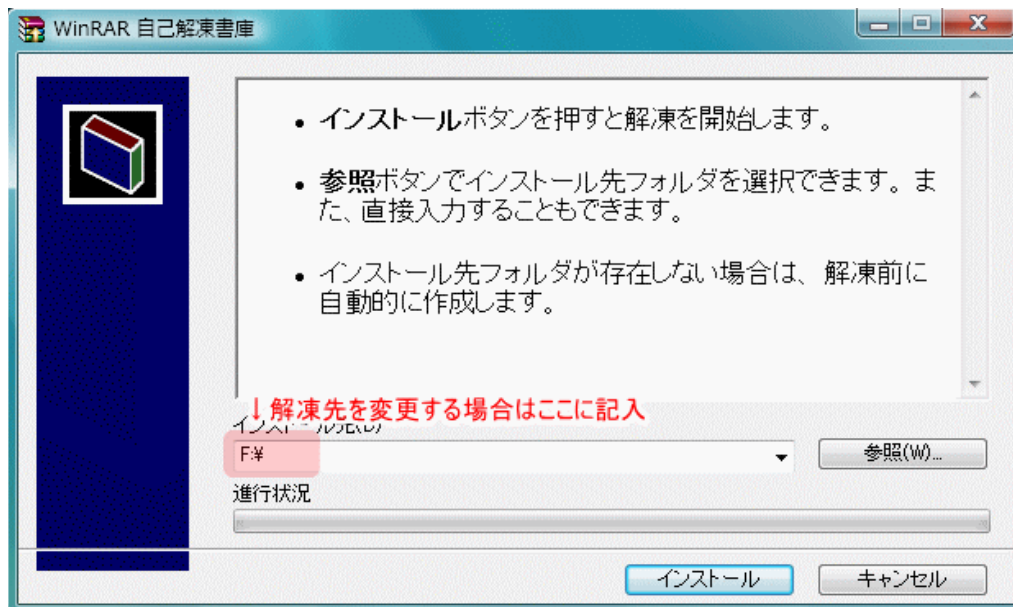 WinRAR 自己解凍書庫
• インストールボタンを押すと解凍を開始します。
• 参照ボタンでインストール先フォルダを選択できます。ま
た、直接入力することもできます。
• インストール先フォルダが存在しない場合は、解凍前に
自動的に作成します。
↓解凍先を変更する場合はここに記入
インストール先(D)
F:¥
参照(W)...
進行状況
インストール
キャンセル